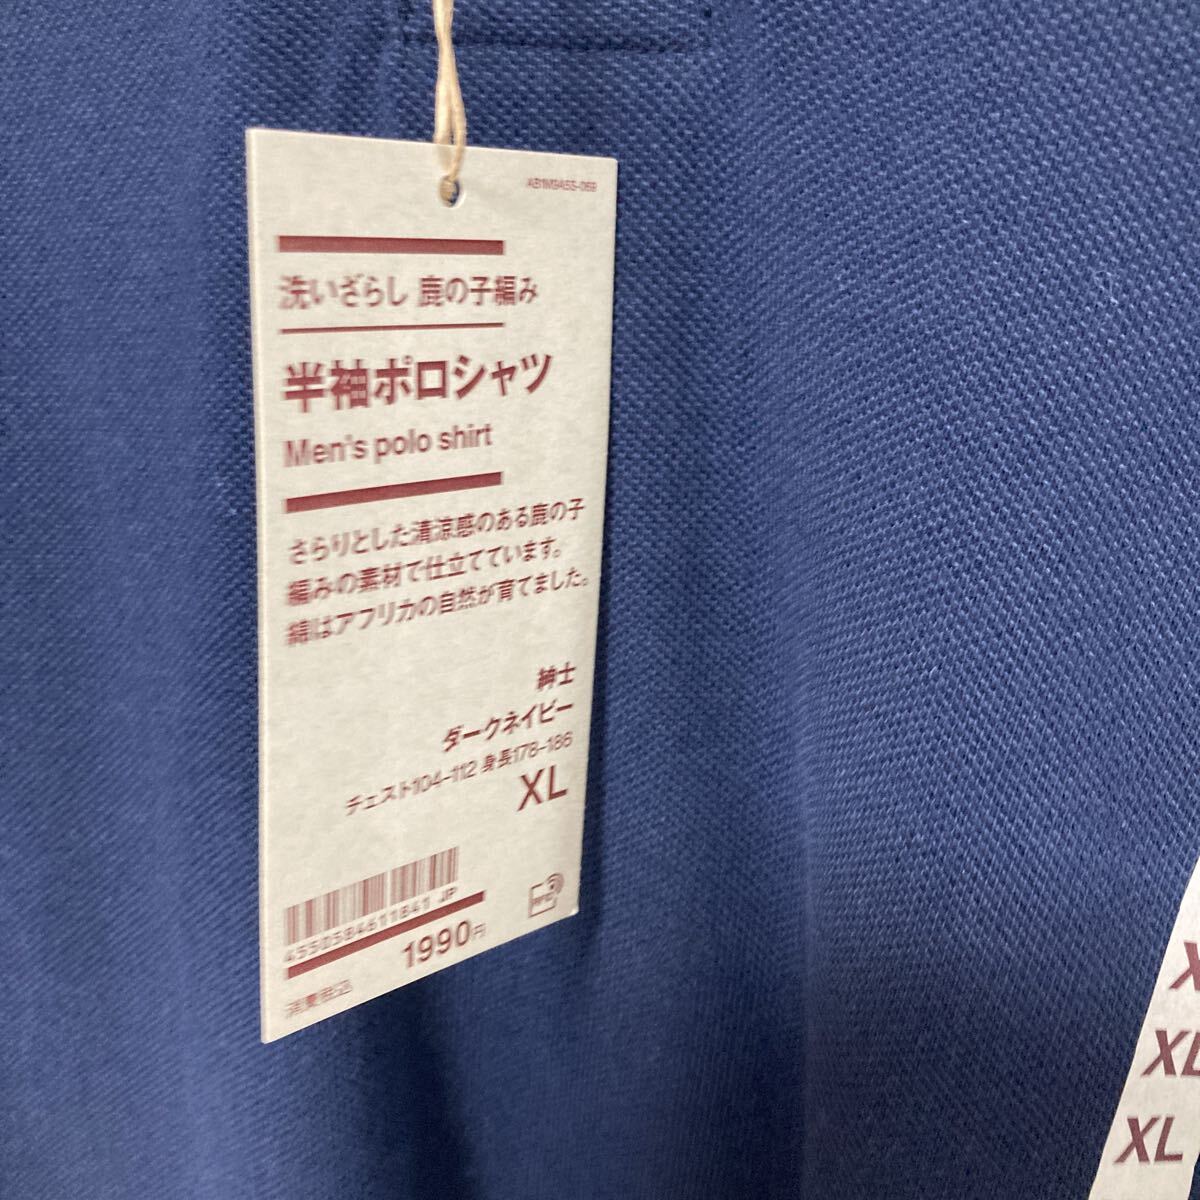 洗いざらし 鹿の子編み
半袖ポロシャツ
Men's polo shirt
さらりとした清涼感のある鹿の子
編みの素材で仕立てています。
綿はアフリカの自然が育てました。
紳士
ダークネイビー
チェスト104-112 身長178-186
XL
4550584611841 JP
1990円
消費税込
XL
XL